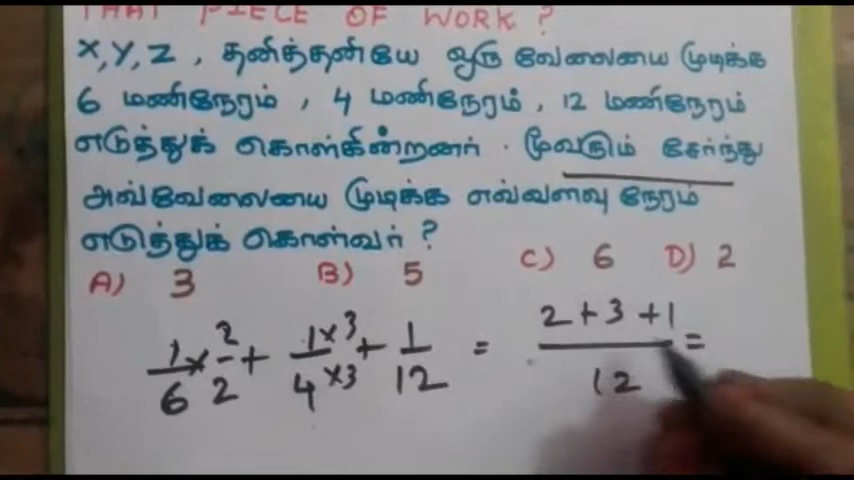 THAT PIECE OF WORK ?
X,Y,Z , தனித்தனியே ஒரு வேலையை முடிக்க
6 மணிநேரம் , 4 மணிநேரம் , 12 மணிநேரம்
எடுத்துக் கொள்கின்றனர் . மூவரும் சேர்ந்து
அவ்வேலையை முடிக்க எவ்வளவு நேரம்
எடுத்துக் கொள்வர் ?
A) 3 B) 5 C) 6 D) 2
1/6 × 2/2 + 1×3/4×3 + 1/12 = 2+3+1/12 =